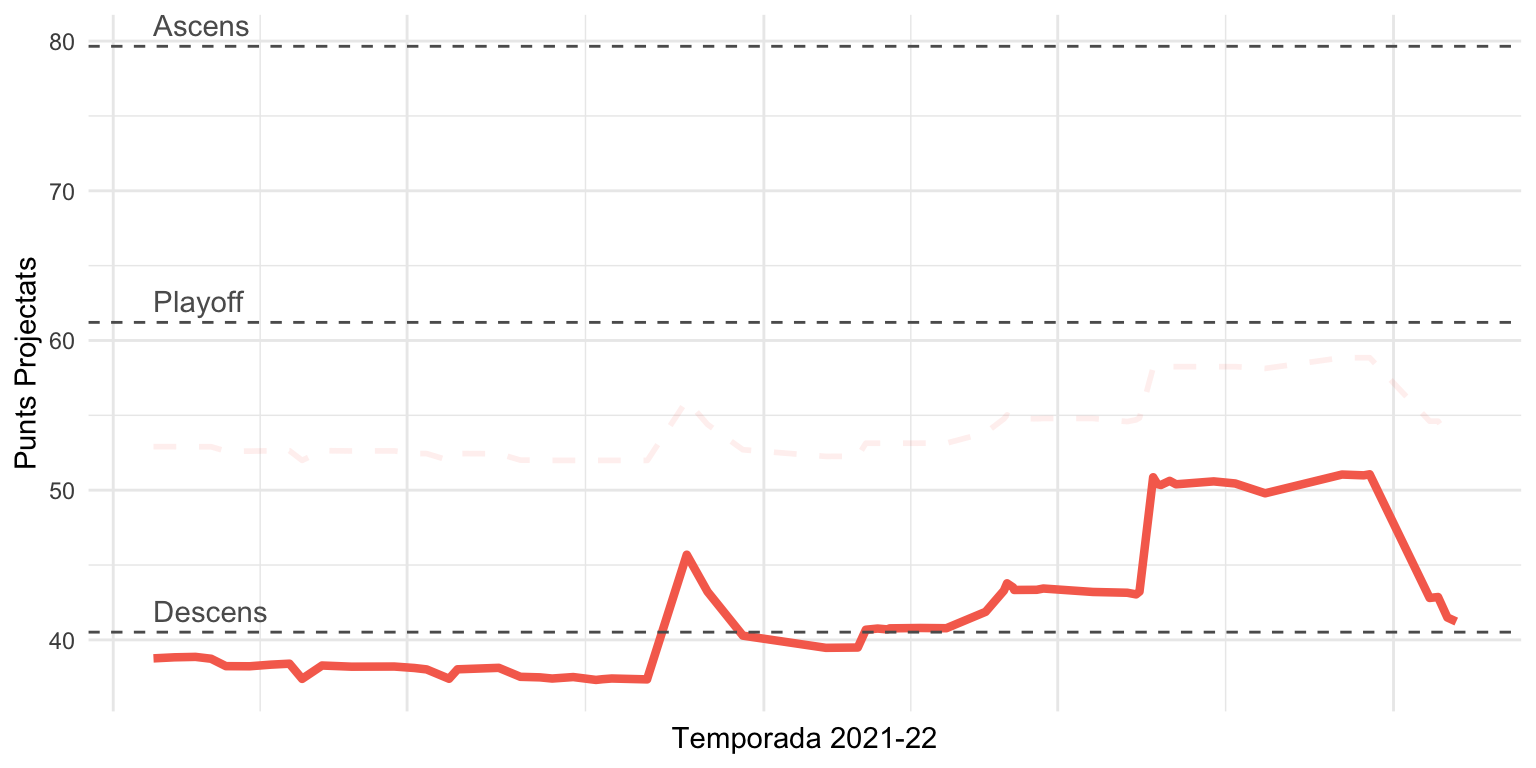 Ascens
80
70
Playoff
60
Punts Projectats
50
Descens
40
Temporada 2021-22